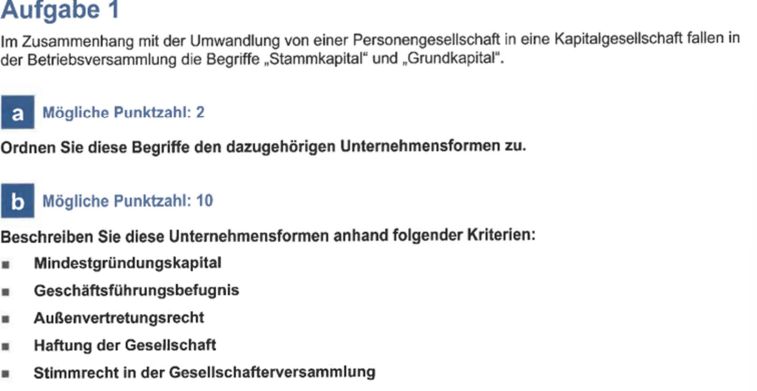 Aufgabe 1
Im Zusammenhang mit der Umwandlung von einer Personengesellschaft in eine Kapitalgesellschaft fallen in
der Betriebsversammlung die Begriffe „Stammkapital" und „Grundkapital".
a Mögliche Punktzahl: 2
Ordnen Sie diese Begriffe den dazugehörigen Unternehmensformen zu.
b Mögliche Punktzahl: 10
Beschreiben Sie diese Unternehmensformen anhand folgender Kriterien:
■ Mindestgründungskapital
■ Geschäftsführungsbefugnis
■ Außenvertretungsrecht
■ Haftung der Gesellschaft
■ Stimmrecht in der Gesellschafterversammlung